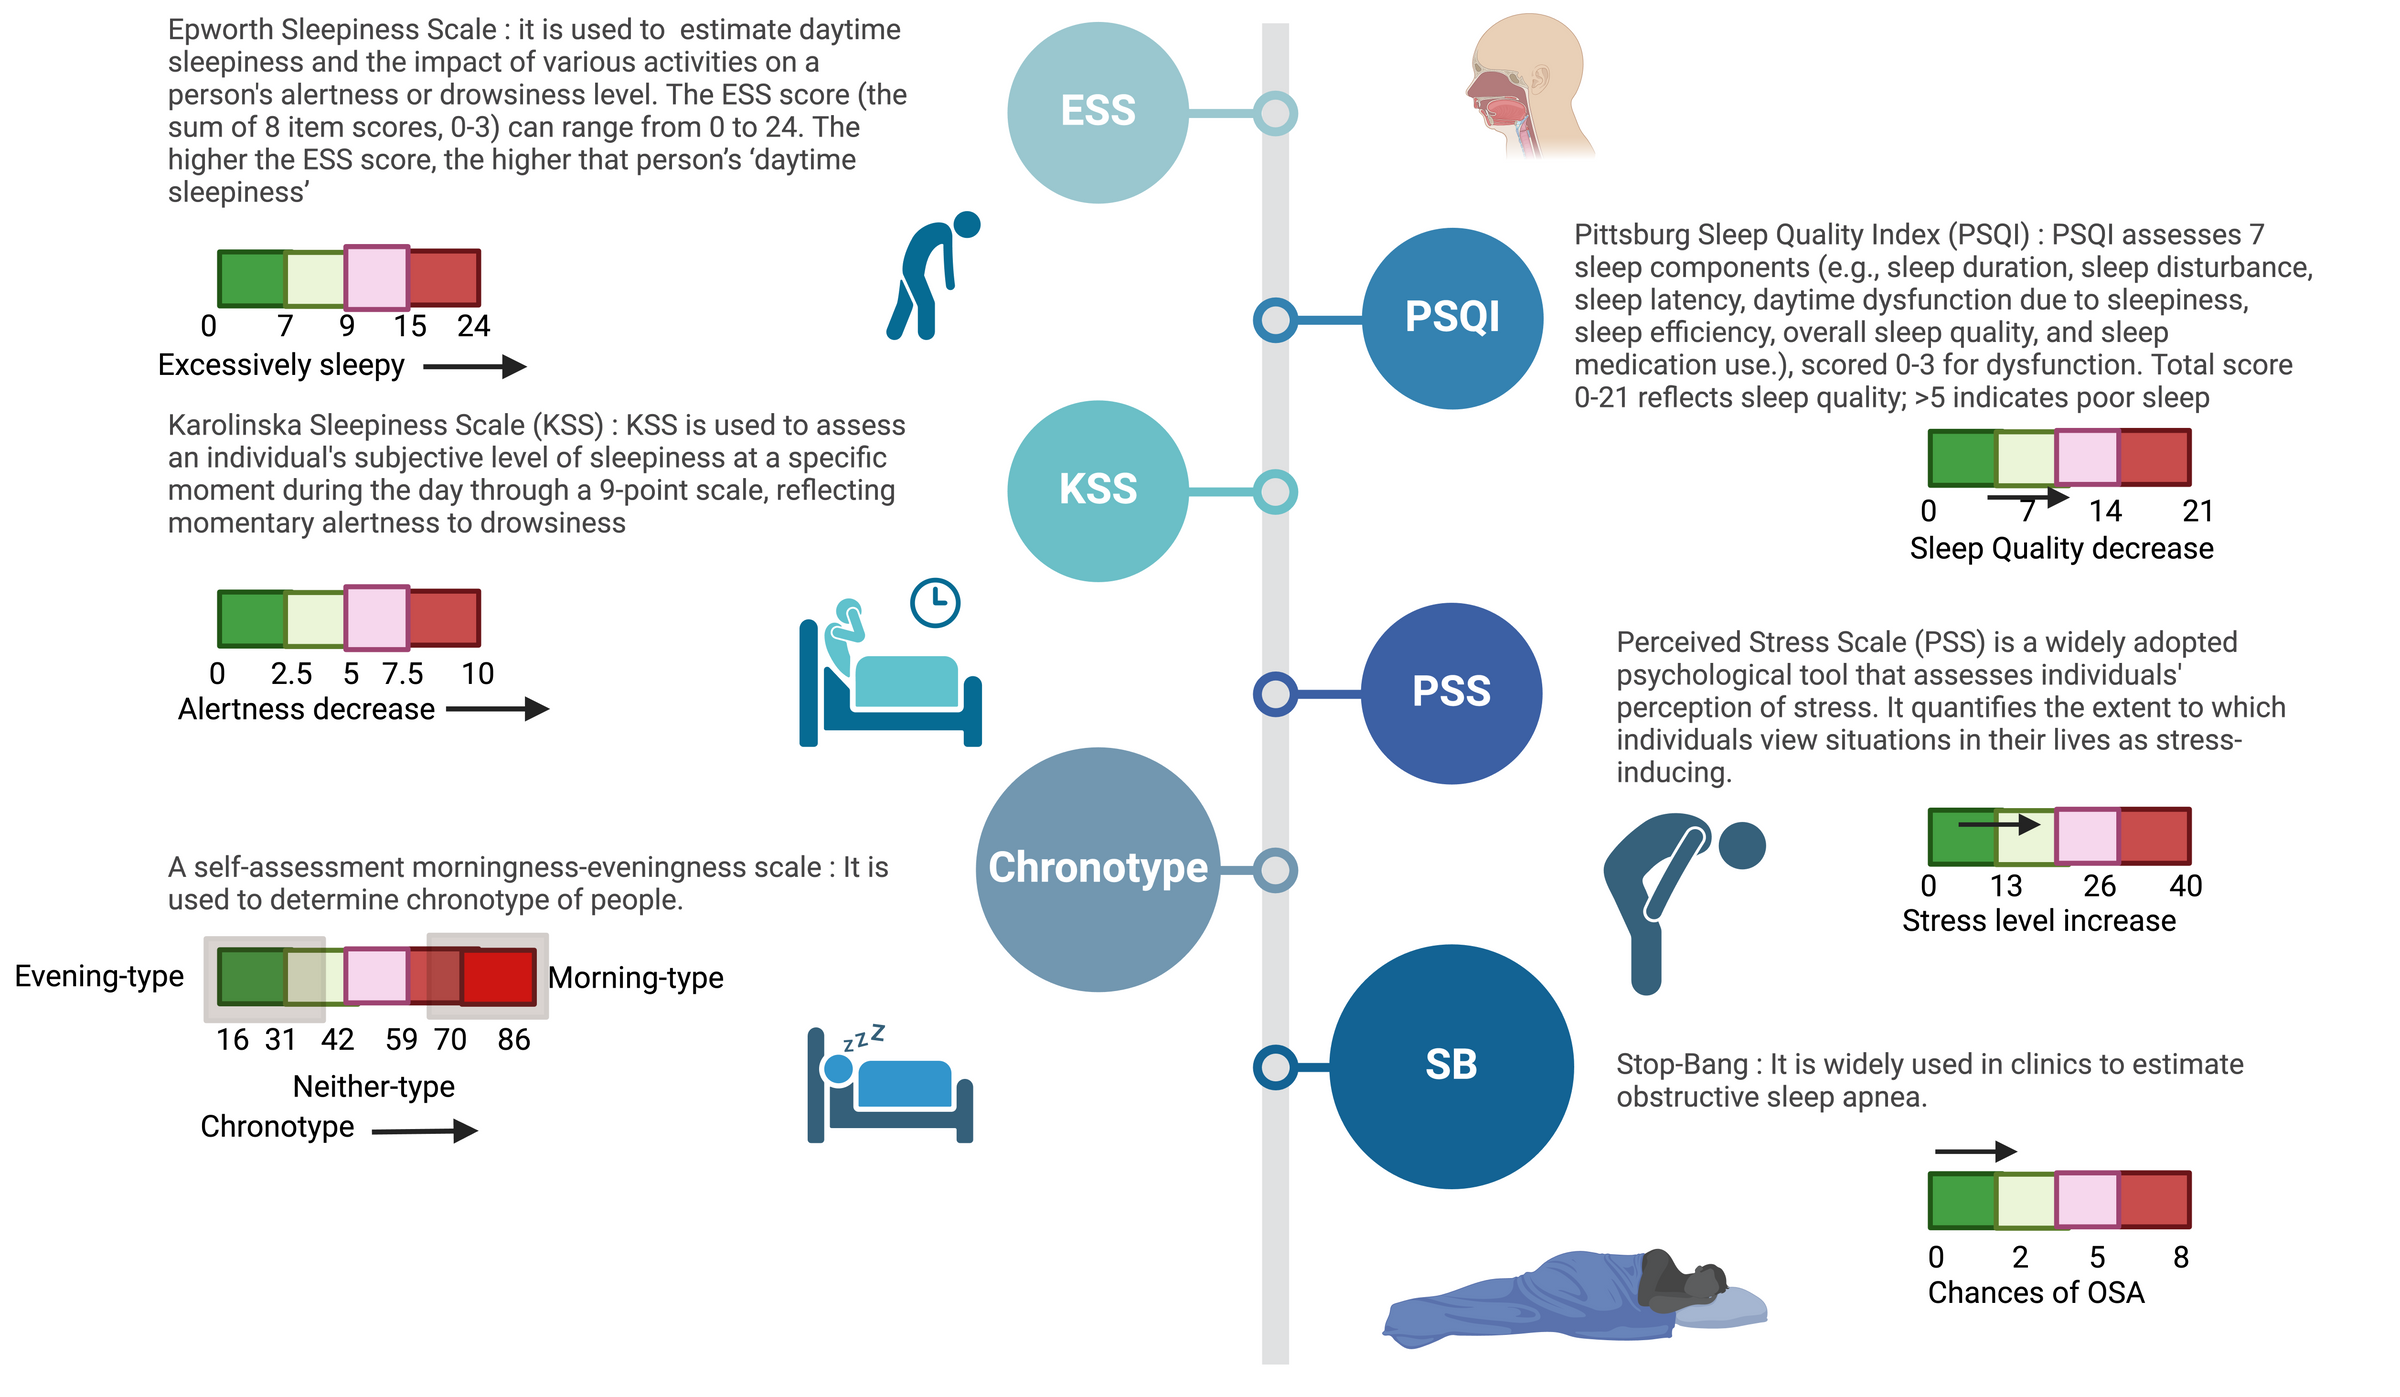 Epworth Sleepiness Scale : it is used to  estimate daytime
sleepiness and the impact of various activities on a
person's alertness or drowsiness level. The ESS score (the
sum of 8 item scores, 0-3) can range from 0 to 24. The
higher the ESS score, the higher that person’s ‘daytime
sleepiness’
0 7 9 15 24
Excessively sleepy
ESS
Pittsburg Sleep Quality Index (PSQI) : PSQI assesses 7
sleep components (e.g., sleep duration, sleep disturbance,
sleep latency, daytime dysfunction due to sleepiness,
sleep efficiency, overall sleep quality, and sleep
medication use.), scored 0-3 for dysfunction. Total score
0-21 reflects sleep quality; >5 indicates poor sleep
0 7 14 21
Sleep Quality decrease
PSQI
Karolinska Sleepiness Scale (KSS) : KSS is used to assess
an individual's subjective level of sleepiness at a specific
moment during the day through a 9-point scale, reflecting
momentary alertness to drowsiness
0 2.5 5 7.5 10
Alertness decrease
KSS
Perceived Stress Scale (PSS) is a widely adopted
psychological tool that assesses individuals'
perception of stress. It quantifies the extent to which
individuals view situations in their lives as stress-
inducing.
0 13 26 40
Stress level increase
PSS
A self-assessment morningness-eveningness scale : It is
used to determine chronotype of people.
Evening-type
Morning-type
16 31 42 59 70 86
Neither-type
Chronotype
Chronotype
zzZ
SB
Stop-Bang : It is widely used in clinics to estimate
obstructive sleep apnea.
0 2 5 8
Chances of OSA